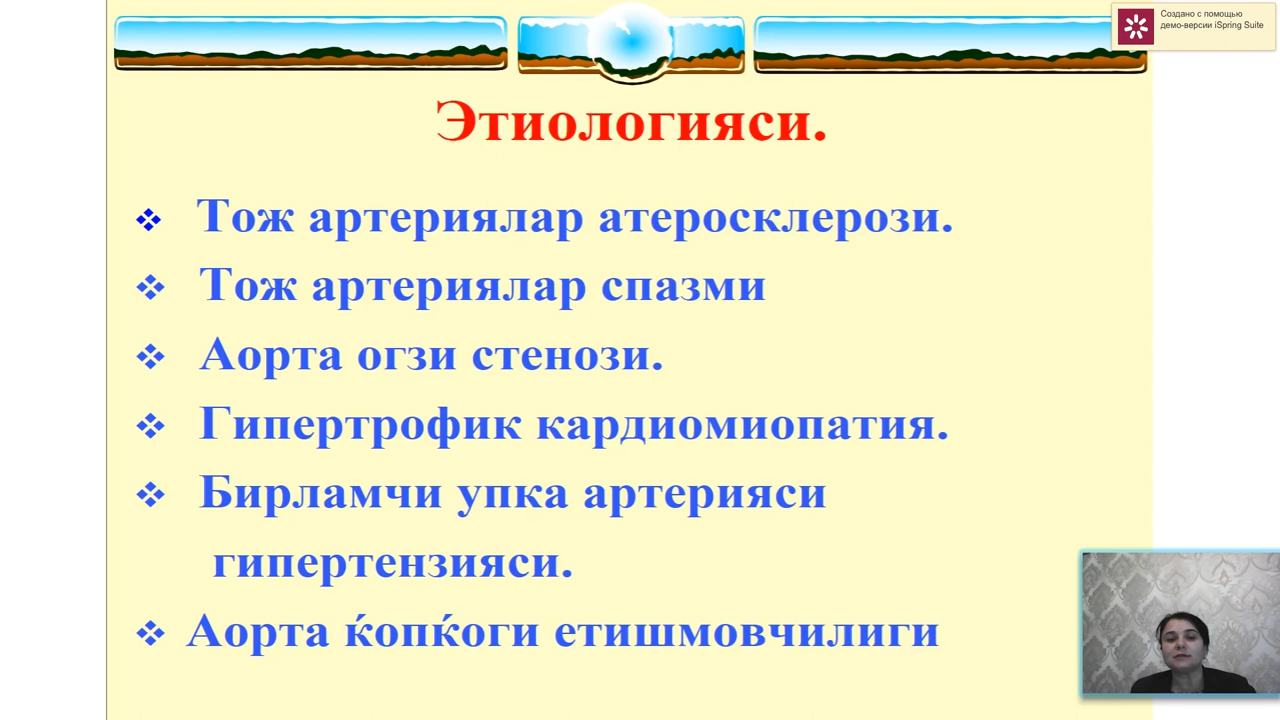 Создано с помощью
демо-версии iSpring Suite
Этиологияси.
Тож артериялар атеросклерози.
Тож артериялар спазми
Аорта огзи стенози.
Гипертрофик кардиомиопатия.
Бирламчи упка артерияси
гипертензияси.
Аорта ќопќоги етишмовчилиги